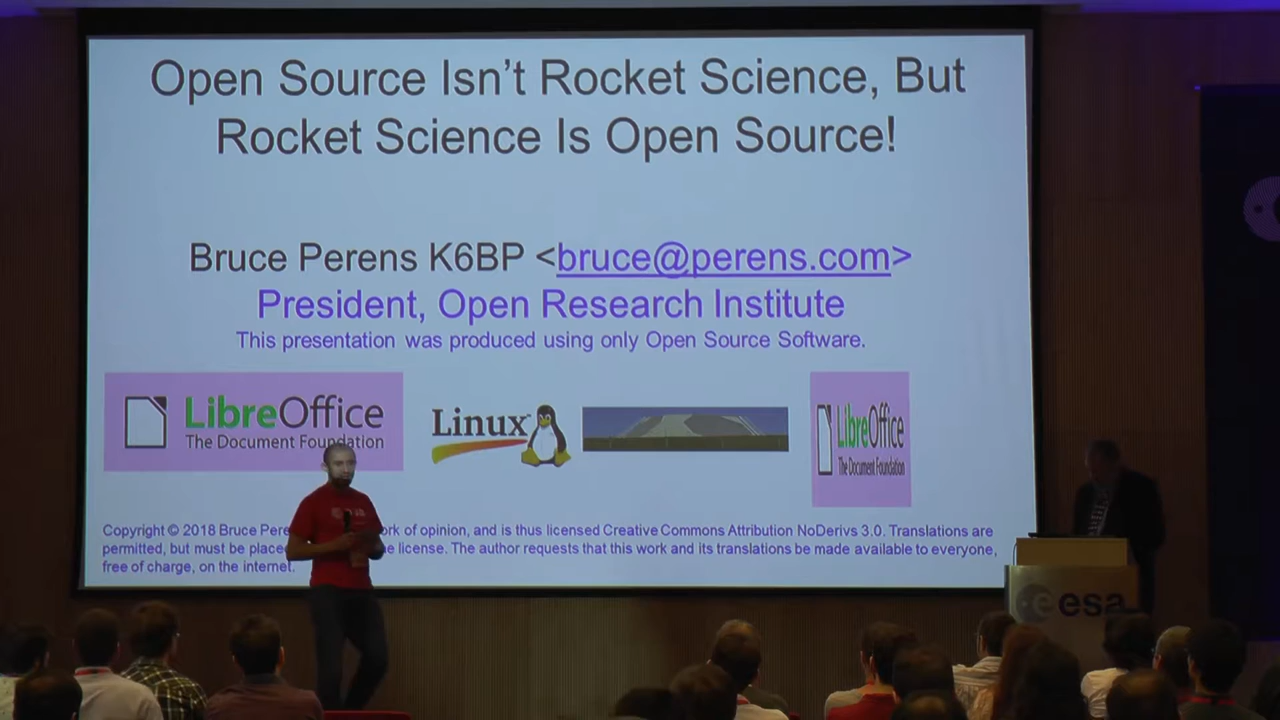 Open Source Isn't Rocket Science, But
Rocket Science Is Open Source!
Bruce Perens K6BP <bruce@perens.com>
President, Open Research Institute
This presentation was produced using only Open Source Software.
LibreOffice
The Document Foundation
Linux
LibreOffice
The Document Foundation
Copyright © 2018 Bruce rk of opinion, and is thus licensed Creative Commons Attribution NoDerivs 3.0. Translations are
permitted, but must be e license. The author requests that this work and its translations be made available to everyone,
free of charge, on the internet.
esa